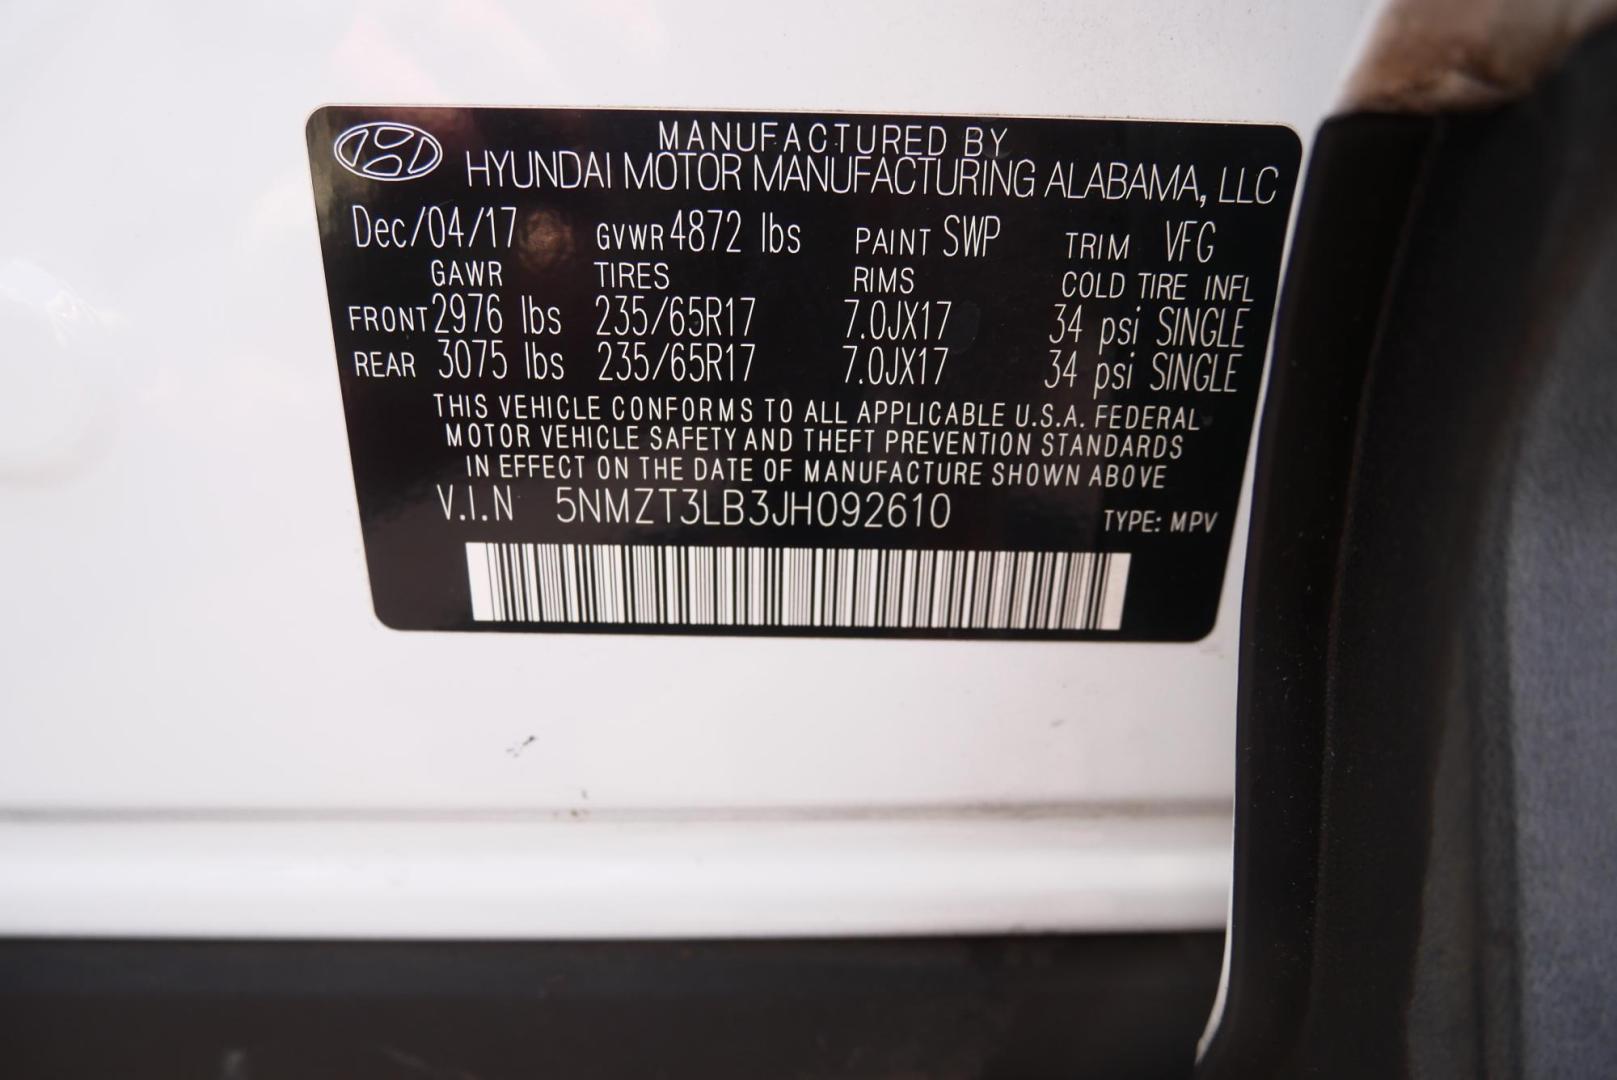 MANUFACTURED BY
HYUNDAI MOTOR MANUFACTURING ALABAMA, LLC
Dec/04/17 GVWR 4872 lbs PAINT SWP TRIM VFG
GAWR TIRES RIMS COLD TIRE INFL
FRONT 2976 lbs 235/65R17 7.0JX17 34 psi SINGLE
REAR 3075 lbs 235/65R17 7.0JX17 34 psi SINGLE
THIS VEHICLE CONFORMS TO ALL APPLICABLE U.S.A. FEDERAL
MOTOR VEHICLE SAFETY AND THEFT PREVENTION STANDARDS
IN EFFECT ON THE DATE OF MANUFACTURE SHOWN ABOVE
V.I.N 5NMZT3LB3JH092610 TYPE: MPV